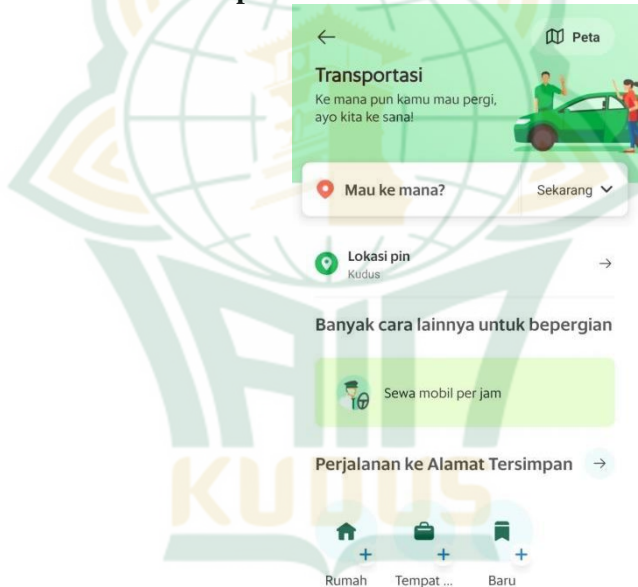 Peta
Transportasi
Ke mana pun kamu mau pergi,
ayo kita ke sana!
Mau ke mana? Sekarang
Lokasi pin
Kudus
Banyak cara lainnya untuk bepergian
Sewa mobil per jam
Perjalanan ke Alamat Tersimpan
Rumah Tempat ... Baru
KUDUS